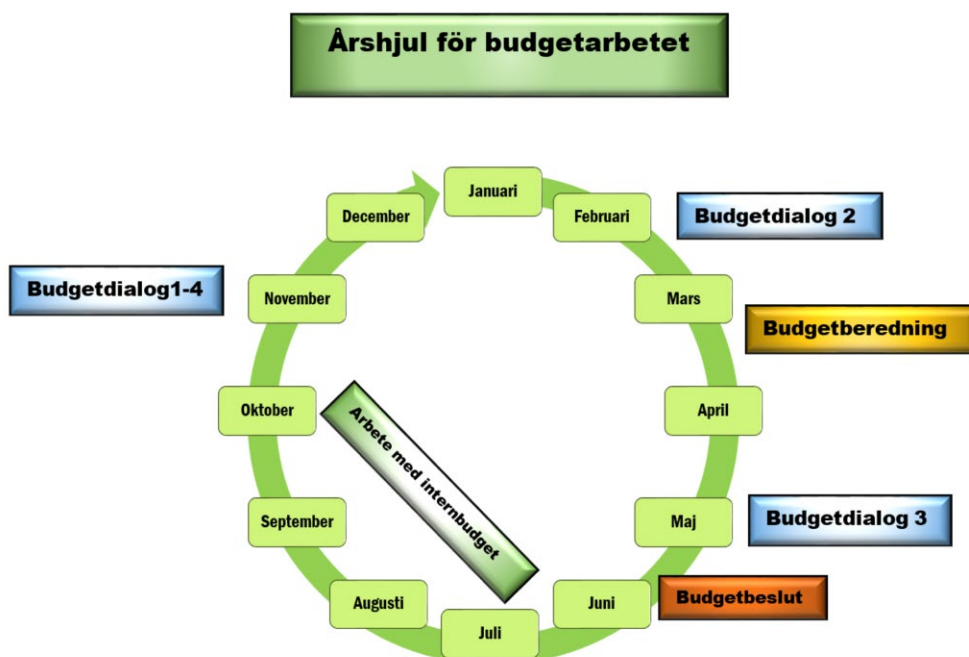 Årshjul för budgetarbetet
Januari
December
Februari
Budgetdialog 2
Budgetdialog1-4
November
Mars
Budgetberedning
Oktober
Arbete med internbudget
April
September
Maj
Budgetdialog 3
Augusti
Juli
Juni
Budgetbeslut